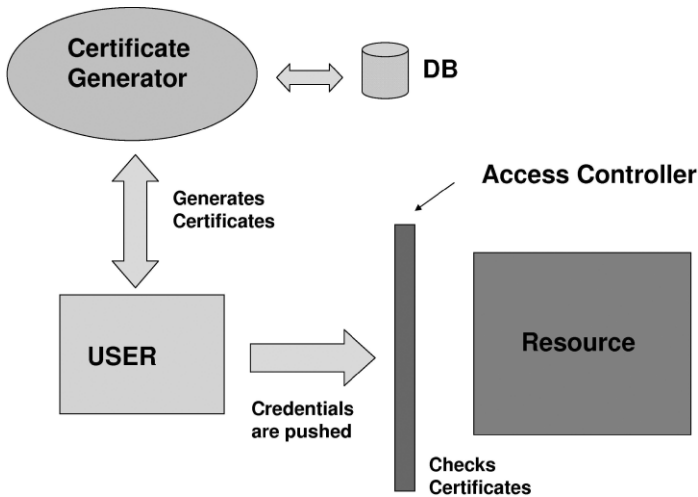 Certificate
Generator
DB
Generates
Certificates
Access Controller
USER
Resource
Credentials
are pushed
Checks
Certificates